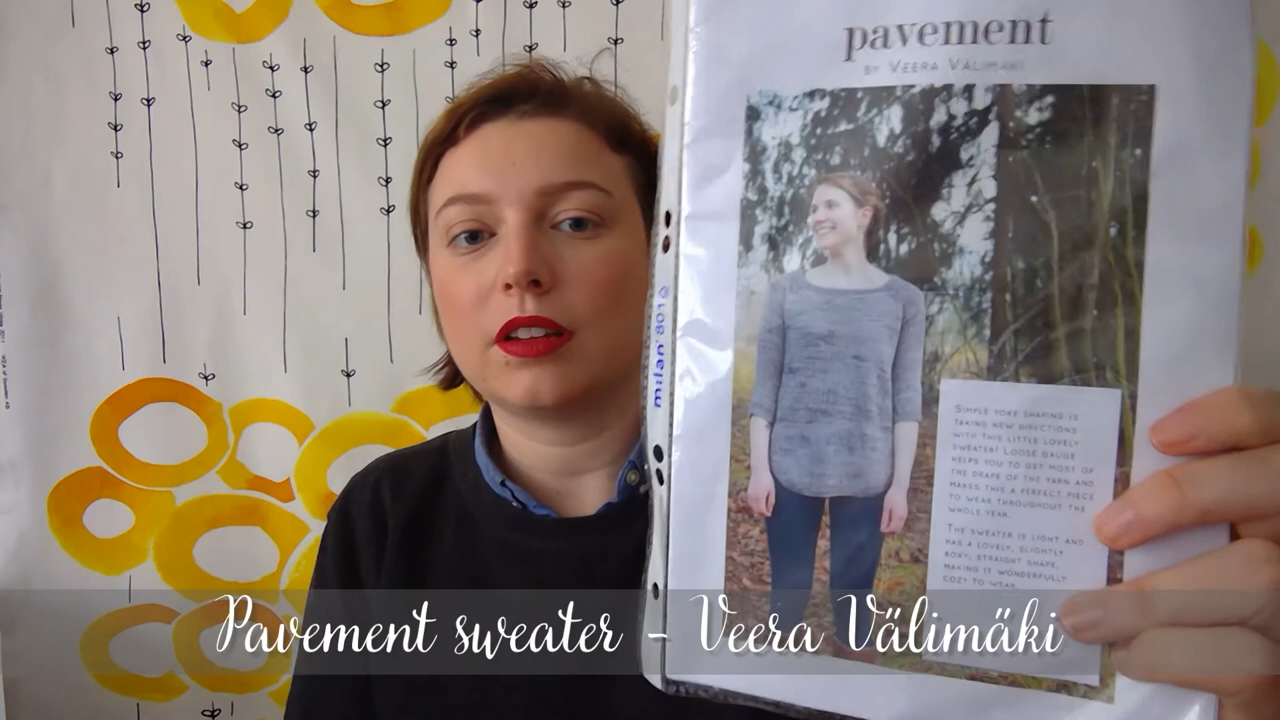 pavement
BY VEERA VÄLIMÄKI
milan 801
SIMPLE YOKE SHAPING IS
TAKING NEW DIRECTIONS
WITH THIS LITTLE LOVELY
SWEATER! LOOSE GAUGE
HELPS YOU TO GET MOST OF
THE DRAPE OF THE YARN AND
MAKES THIS A PERFECT PIECE
TO WEAR THROUGHOUT THE
WHOLE YEAR.
THE SWEATER IS LIGHT AND
HAS A LOVELY, SLIGHTLY
BOXY, STRAIGHT SHAPE,
MAKING IT WONDERFULLY
COZY TO WEAR.
Pavement sweater - Veera Välimäki